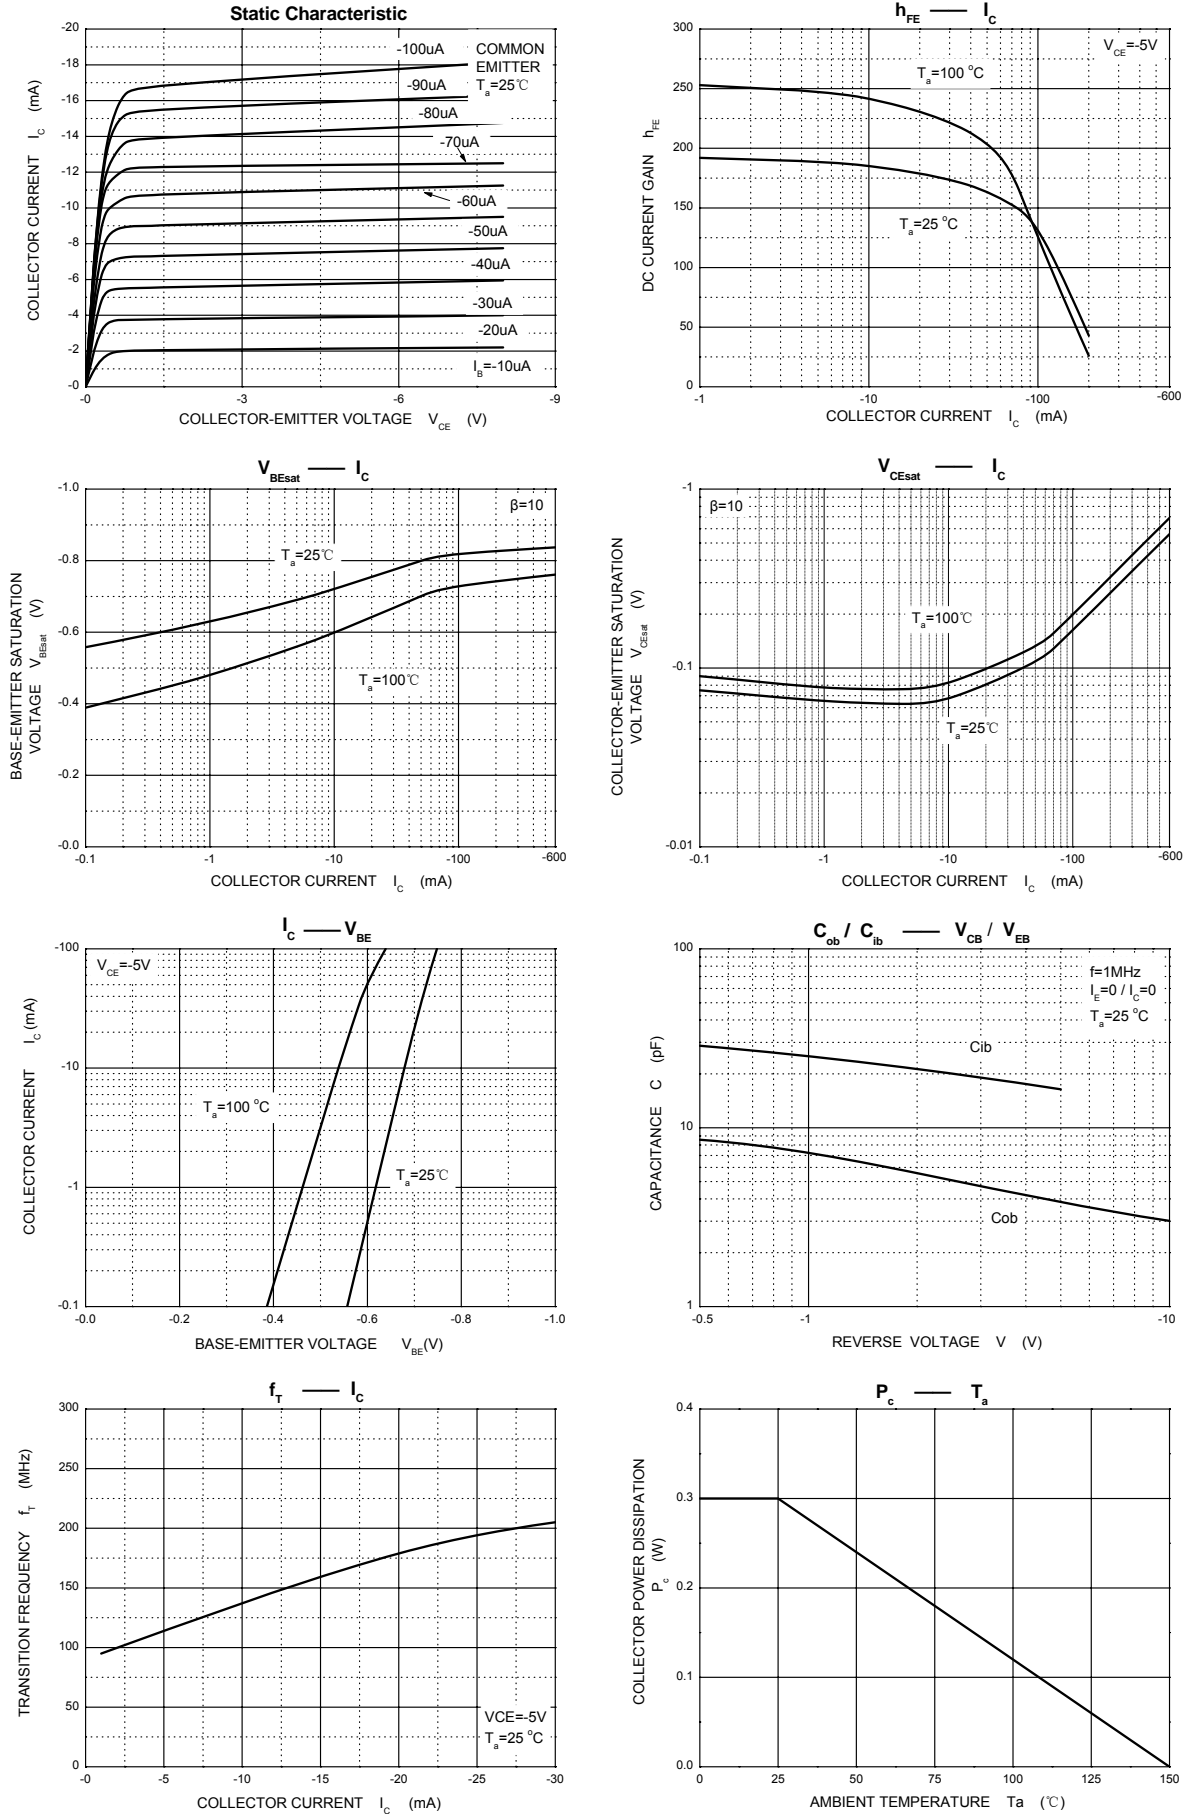 Static Characteristic
-20
-18
-16
-14
-12
-10
-8
-6
-4
-2
-0
-0
-3
-6
-9
COLLECTOR CURRENT I_C (mA)
COLLECTOR-EMITTER VOLTAGE V_CE (V)
-100uA
-90uA
-80uA
-70uA
-60uA
-50uA
-40uA
-30uA
-20uA
I_B=-10uA
COMMON
EMITTER
T_a=25℃
h_FE —— I_C
300
250
200
150
100
50
0
-1
-10
-100
-600
DC CURRENT GAIN h_FE
COLLECTOR CURRENT I_C (mA)
V_CE=-5V
T_a=100 °C
T_a=25 °C
V_BEsat —— I_C
-1.0
-0.8
-0.6
-0.4
-0.2
-0.0
-0.1
-1
-10
-100
-600
BASE-EMITTER SATURATION
VOLTAGE V_BEsat (V)
COLLECTOR CURRENT I_C (mA)
β=10
T_a=25℃
T_a=100℃
V_CEsat —— I_C
-1
-0.1
-0.01
-0.1
-1
-10
-100
-600
COLLECTOR-EMITTER SATURATION
VOLTAGE V_CEsat (V)
COLLECTOR CURRENT I_C (mA)
β=10
T_a=100℃
T_a=25℃
I_C —— V_BE
-100
-10
-1
-0.1
-0.0
-0.2
-0.4
-0.6
-0.8
-1.0
COLLECTOR CURRENT I_C (mA)
BASE-EMITTER VOLTAGE V_BE(V)
V_CE=-5V
T_a=100 °C
T_a=25℃
C_ob / C_ib —— V_CB / V_EB
100
10
1
-0.5
-1
-10
CAPACITANCE C (pF)
REVERSE VOLTAGE V (V)
f=1MHz
I_E=0 / I_C=0
T_a=25 °C
Cib
Cob
f_T —— I_C
300
250
200
150
100
50
0
-0
-5
-10
-15
-20
-25
-30
TRANSITION FREQUENCY f_T (MHz)
COLLECTOR CURRENT I_C (mA)
VCE=-5V
T_a=25 °C
P_c —— T_a
0.4
0.3
0.2
0.1
0.0
0
25
50
75
100
125
150
COLLECTOR POWER DISSIPATION
P_c (W)
AMBIENT TEMPERATURE Ta (℃)